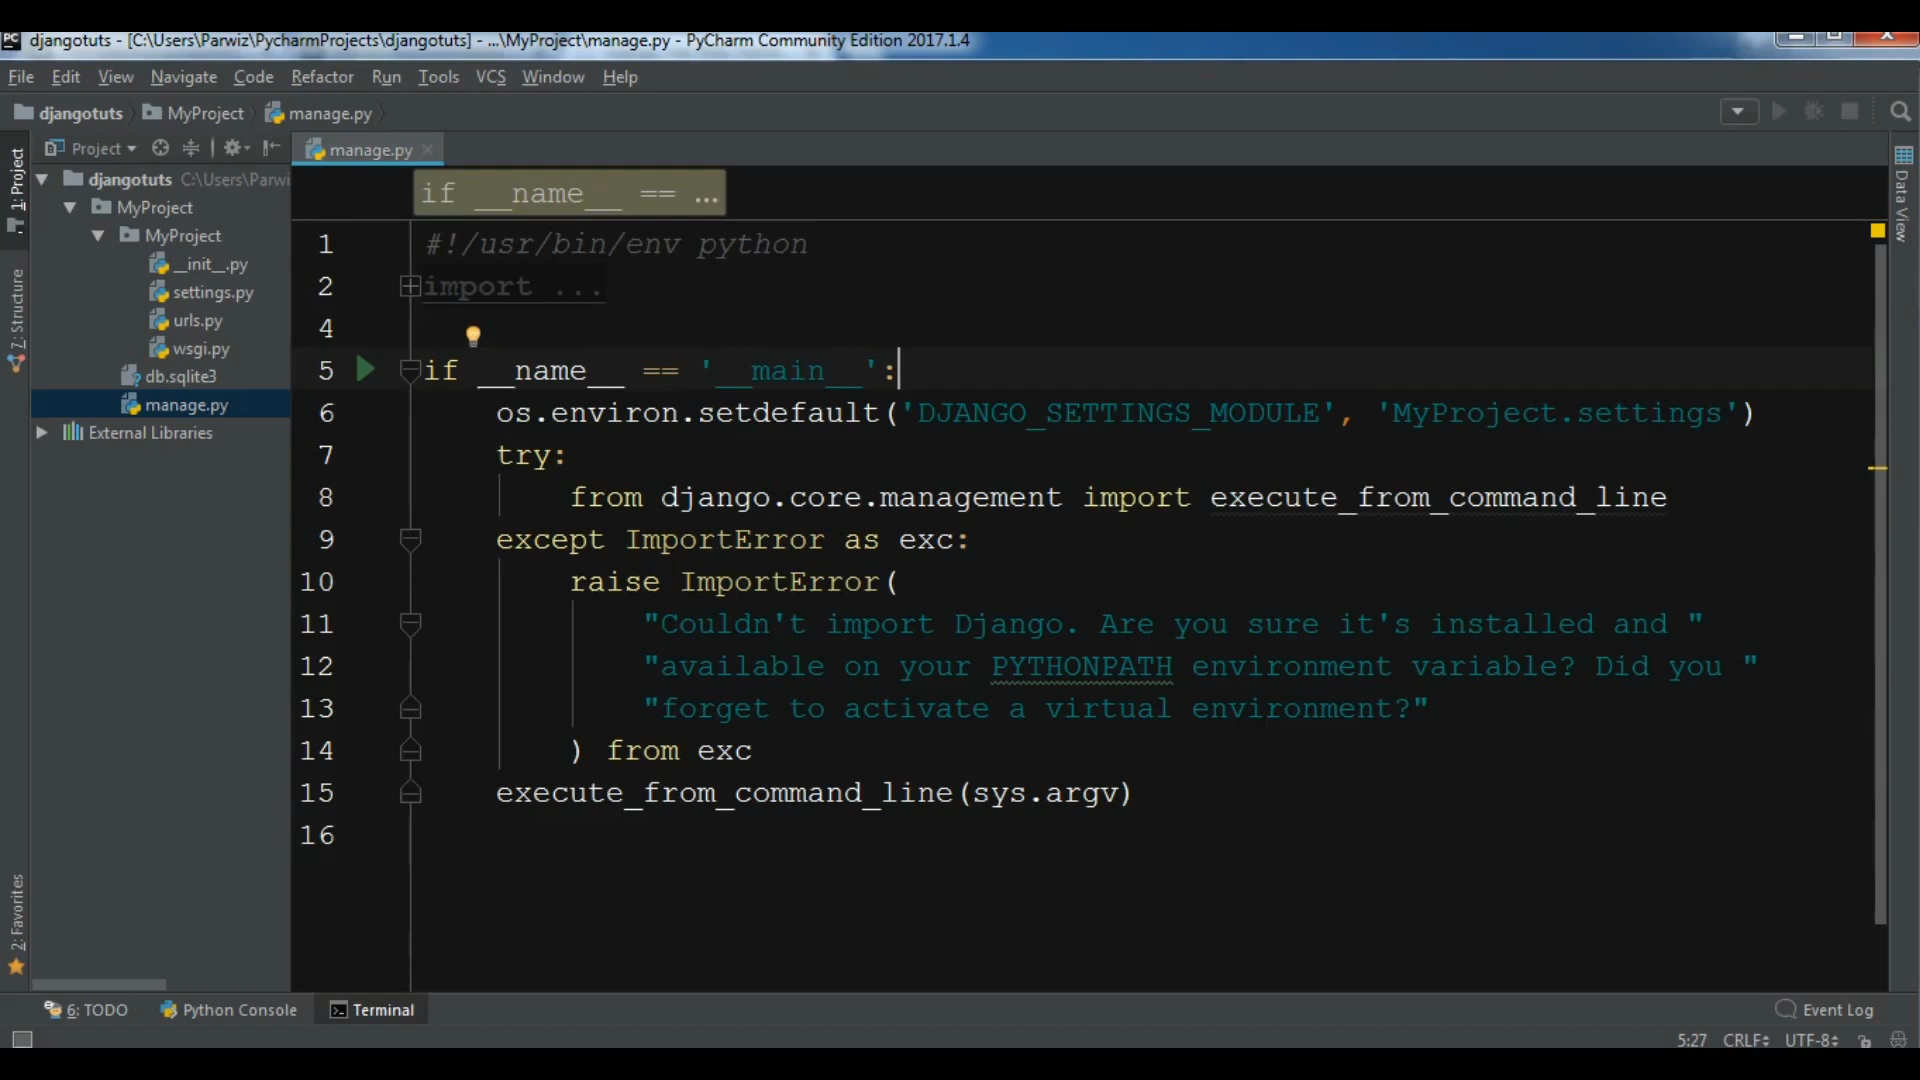 djangotuts - [C:\Users\Parwiz\PycharmProjects\djangotuts] - ...\MyProject\manage.py - PyCharm Community Edition 2017.1.4
File Edit View Navigate Code Refactor Run Tools VCS Window Help
djangotuts MyProject manage.py
Project
manage.py
1: Project
7: Structure
2: Favorites
djangotuts C:\Users\Parwi
MyProject
MyProject
__init__.py
settings.py
urls.py
wsgi.py
db.sqlite3
manage.py
External Libraries
if __name__ == ...
1 #!/usr/bin/env python
2 import ...
4
5 if __name__ == '__main__':
6 os.environ.setdefault('DJANGO_SETTINGS_MODULE', 'MyProject.settings')
7 try:
8 from django.core.management import execute_from_command_line
9 except ImportError as exc:
10 raise ImportError(
11 "Couldn't import Django. Are you sure it's installed and "
12 "available on your PYTHONPATH environment variable? Did you "
13 "forget to activate a virtual environment?"
14 ) from exc
15 execute_from_command_line(sys.argv)
16
Data View
6: TODO Python Console Terminal Event Log
5:27 CRLF UTF-8